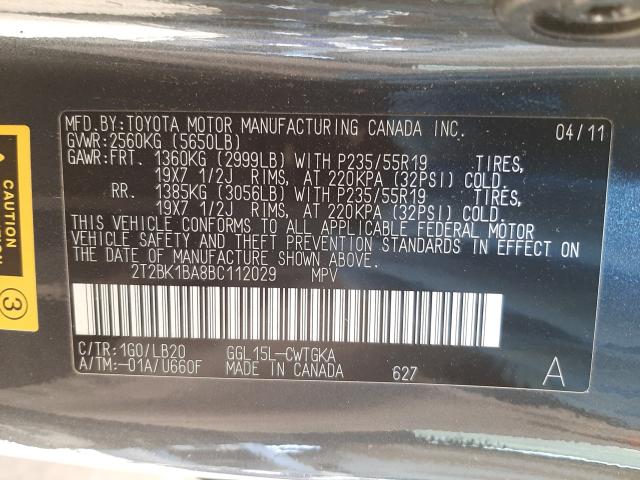 MFD.BY:TOYOTA MOTOR MANUFACTURING CANADA INC. 04/11
GVWR:2560KG (5650LB)
GAWR:FRT. 1360KG (2999LB) WITH P235/55R19 TIRES,
19X7 1/2J RIMS, AT 220KPA (32PSI) COLD.
RR. 1385KG (3056LB) WITH P235/55R19 TIRES,
19X7 1/2J RIMS, AT 220KPA (32PSI) COLD.
THIS VEHICLE CONFORMS TO ALL APPLICABLE FEDERAL MOTOR
VEHICLE SAFETY AND THEFT PREVENTION STANDARDS IN EFFECT ON
THE DATE OF MANUFACTURE SHOWN ABOVE.
2T2BK1BA8BC112029 MPV
C/TR:1G0/LB20 GGL15L-CWTGKA
A/TM:-01A/U660F MADE IN CANADA 627 A
CAUTION
3